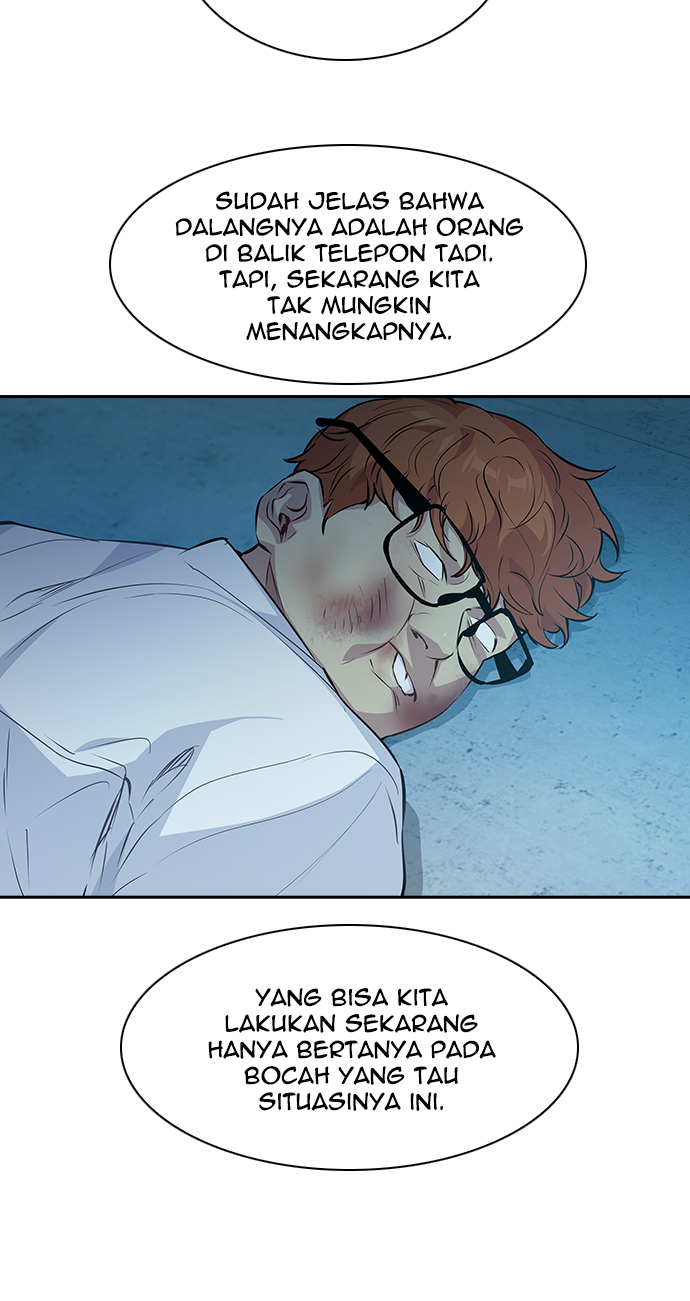 SUDAH JELAS BAHWA
DALANGNYA ADALAH ORANG
DI BALIK TELEPON TADI.
TAPI, SEKARANG KITA
TAK MUNGKIN
MENANGKAPNYA.
YANG BISA KITA
LAKUKAN SEKARANG
HANYA BERTANYA PADA
BOCAH YANG TAU
SITUASINYA INI.